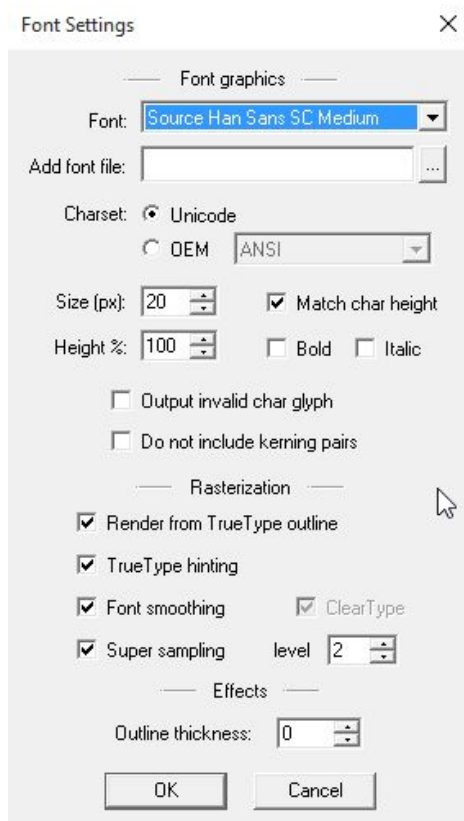 Font Settings
Font graphics
Font: Source Han Sans SC Medium
Add font file: ...
Charset: Unicode
OEM ANSI
Size (px): 20 Match char height
Height %: 100 Bold Italic
Output invalid char glyph
Do not include kerning pairs
Rasterization
Render from TrueType outline
TrueType hinting
Font smoothing ClearType
Super sampling level 2
Effects
Outline thickness: 0
OK Cancel